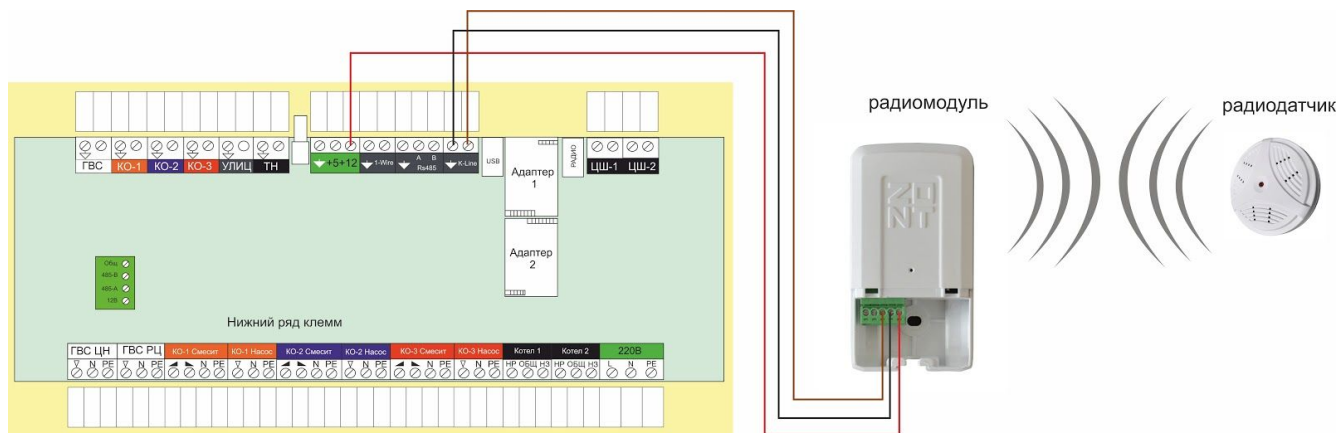 радиомодуль
радиодатчик
ГВС
КО-1
КО-2
КО-3
УЛИЦ
ТН
+5+12
1-Wire
A B
Rs485
K-Line
USB
Адаптер
1
РАДИО
ЦШ-1
ЦШ-2
ZE
NT
Адаптер
2
Общ
485-В
485-А
12В
Нижний ряд клемм
ГВС ЦН
ГВС РЦ
КО-1 Смесит
КО-1 Насос
КО-2 Смесит
КО-2 Насос
КО-3 Смесит
КО-3 Насос
Котел 1
Котел 2
220В
N PE
N PE
N PE
N PE
N PE
N PE
N PE
N PE
НР ОБЩ НЗ
НР ОБЩ НЗ
L N PE